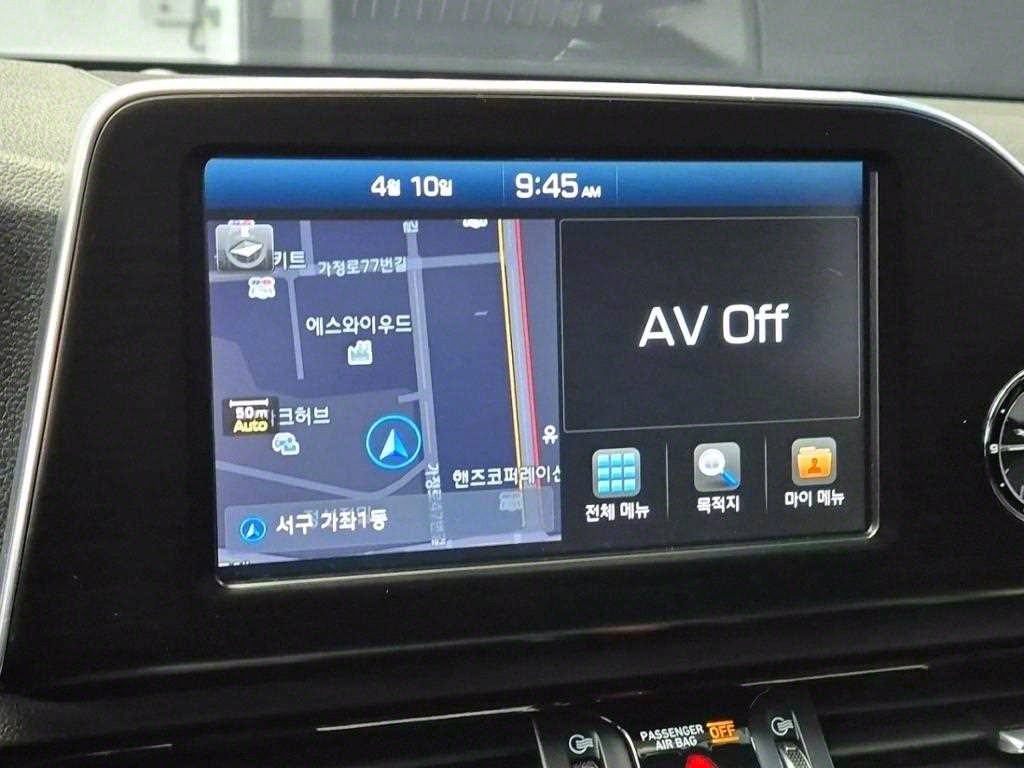 4월 10일 9:45 AM
키트 가정로77번길
에스와이우드
AV Off
50m
Auto
크허브
유
핸즈코퍼레이션
서구 가좌1동
전체 메뉴 목적지 마이 메뉴
9
PASSENGER
AIR BAG OFF